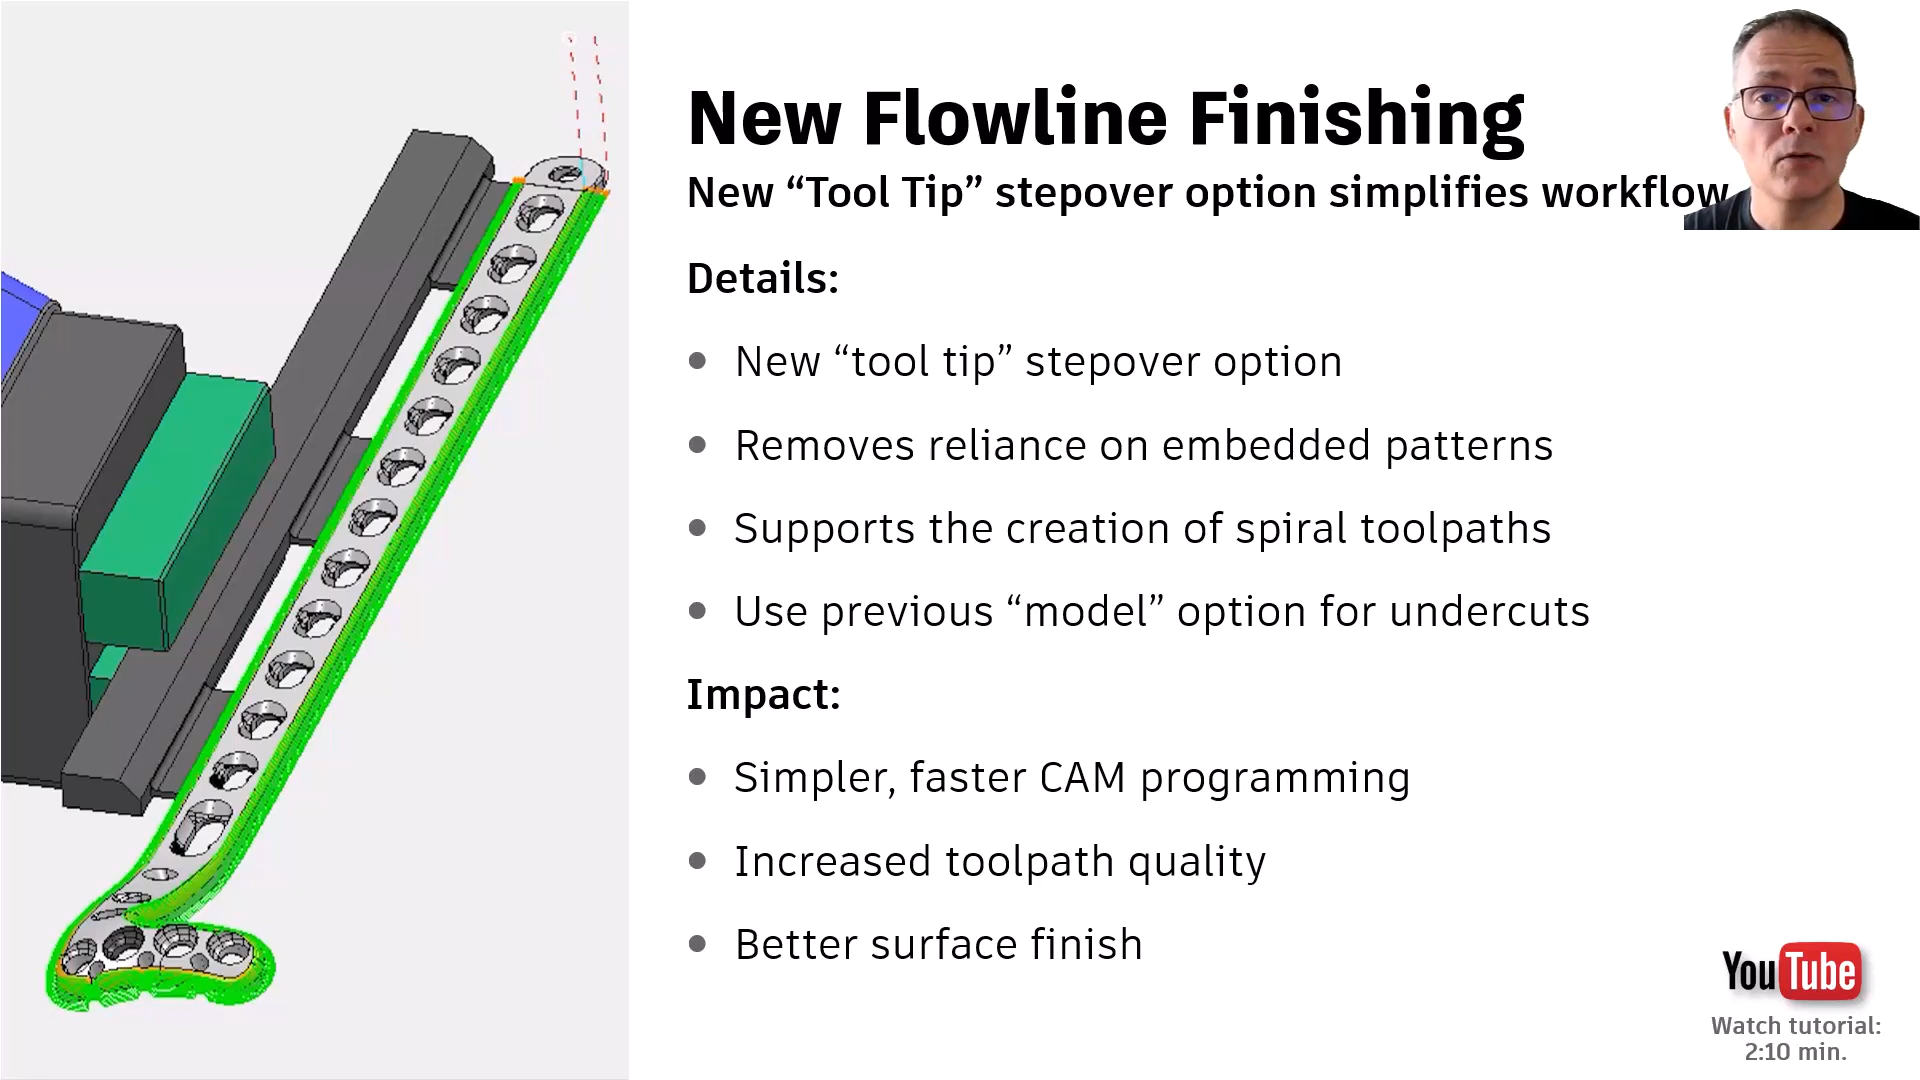 New Flowline Finishing
New “Tool Tip” stepover option simplifies workflow
Details:
• New “tool tip” stepover option
• Removes reliance on embedded patterns
• Supports the creation of spiral toolpaths
• Use previous “model” option for undercuts
Impact:
• Simpler, faster CAM programming
• Increased toolpath quality
• Better surface finish
YouTube
Watch tutorial:
2:10 min.